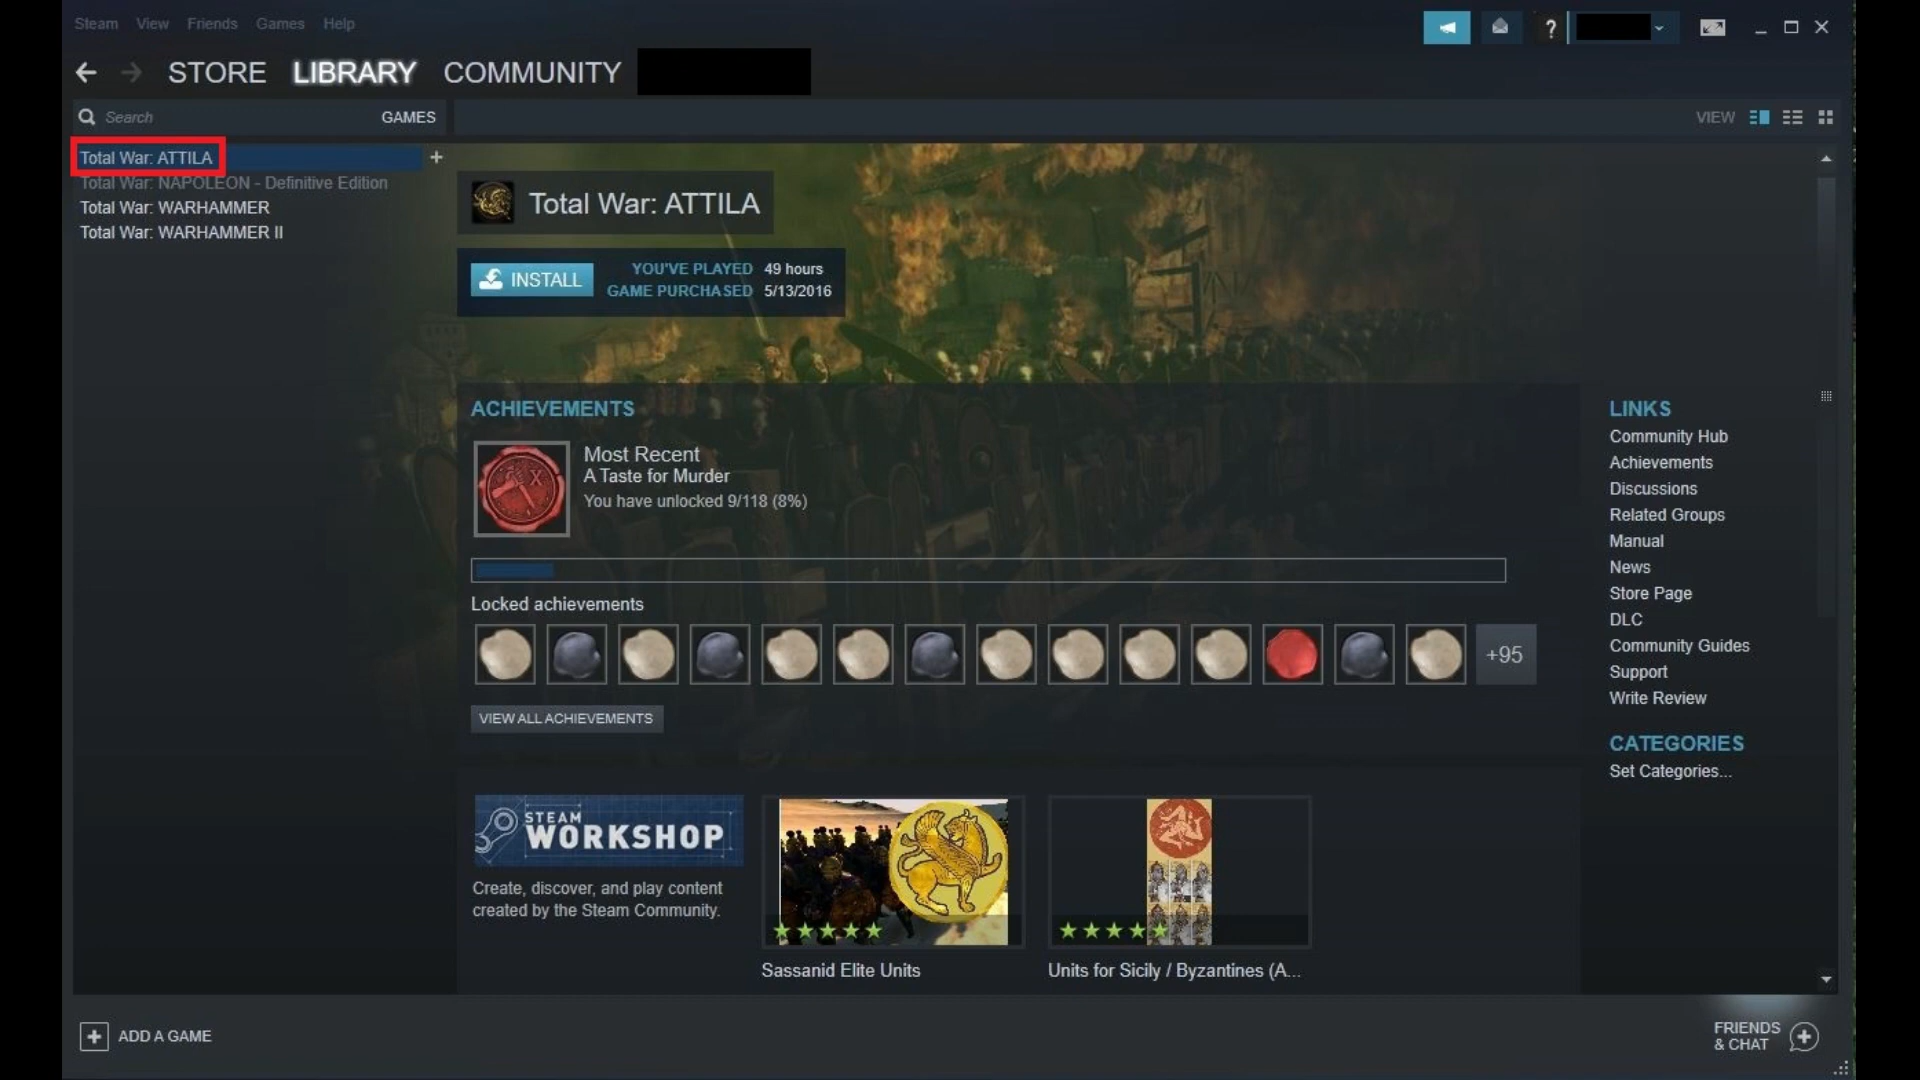 Steam View Friends Games Help
?
STORE LIBRARY COMMUNITY
Search GAMES
VIEW
Total War: ATTILA +
Total War: NAPOLEON - Definitive Edition
Total War: WARHAMMER
Total War: WARHAMMER II
Total War: ATTILA
INSTALL
YOU'VE PLAYED 49 hours
GAME PURCHASED 5/13/2016
ACHIEVEMENTS
Most Recent
A Taste for Murder
You have unlocked 9/118 (8%)
Locked achievements
+95
VIEW ALL ACHIEVEMENTS
LINKS
Community Hub
Achievements
Discussions
Related Groups
Manual
News
Store Page
DLC
Community Guides
Support
Write Review
CATEGORIES
Set Categories...
STEAM
WORKSHOP
Create, discover, and play content
created by the Steam Community.
Sassanid Elite Units
Units for Sicily / Byzantines (A...
ADD A GAME
FRIENDS
& CHAT